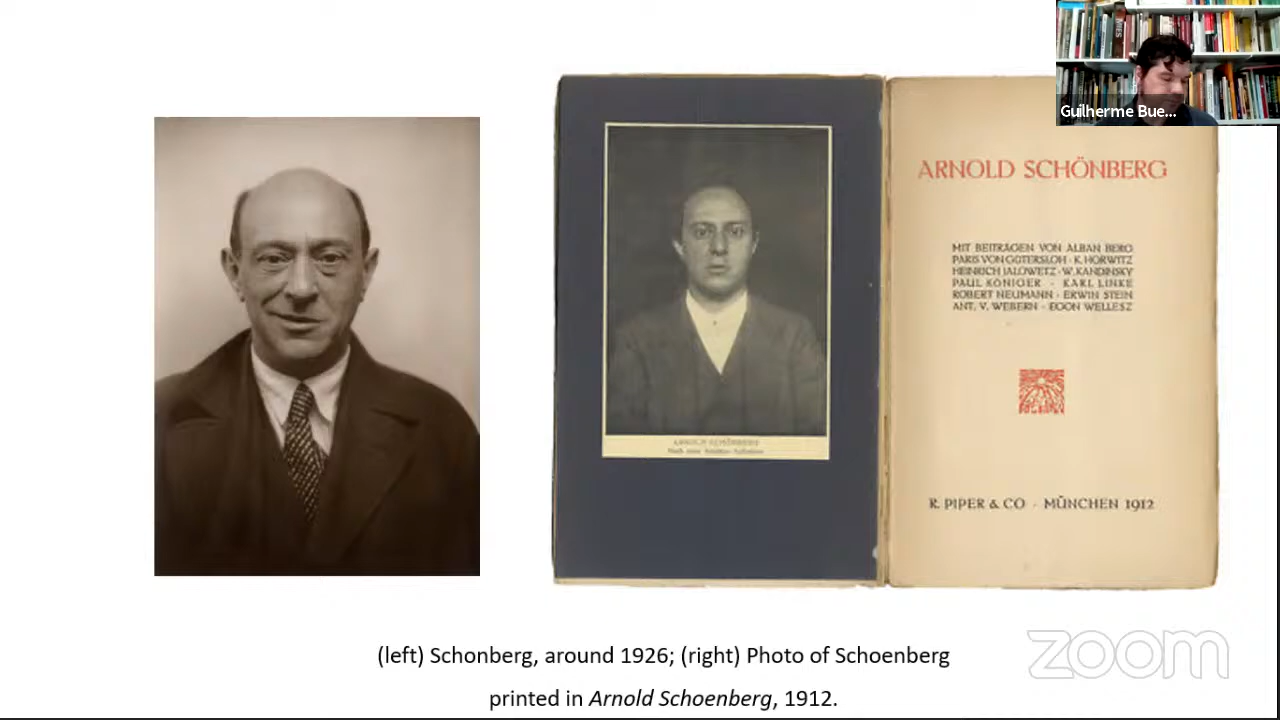 Guilherme Bue...
ARNOLD SCHÖNBERG
MIT BEITRÄGEN VON ALBAN BERG
PARIS VON GÜTERSLOH · K. HORWITZ
HEINRICH JALOWETZ · W. KANDINSKY
PAUL KÖNIGER · KARL LINKE
ROBERT NEUMANN · ERWIN STEIN
ANT. V. WEBERN · EGON WELLESZ
R. PIPER & CO · MÜNCHEN 1912
ARNOLD SCHÖNBERG
(left) Schonberg, around 1926; (right) Photo of Schoenberg
printed in Arnold Schoenberg, 1912.
zoom